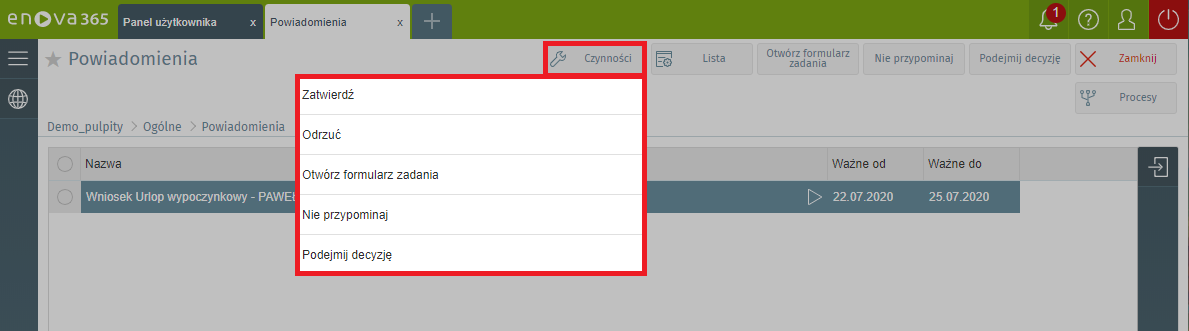 enova365
Panel użytkownika x
Powiadomienia x
1
Powiadomienia
Czynności
Lista
Otwórz formularz
zadania
Nie przypominaj
Podejmij decyzję
Zamknij
Procesy
Zatwierdź
Odrzuć
Otwórz formularz zadania
Nie przypominaj
Podejmij decyzję
Demo_pulpity > Ogólne > Powiadomienia
Nazwa
Ważne od
Ważne do
Wniosek Urlop wypoczynkowy - PAWEŁ
22.07.2020
25.07.2020